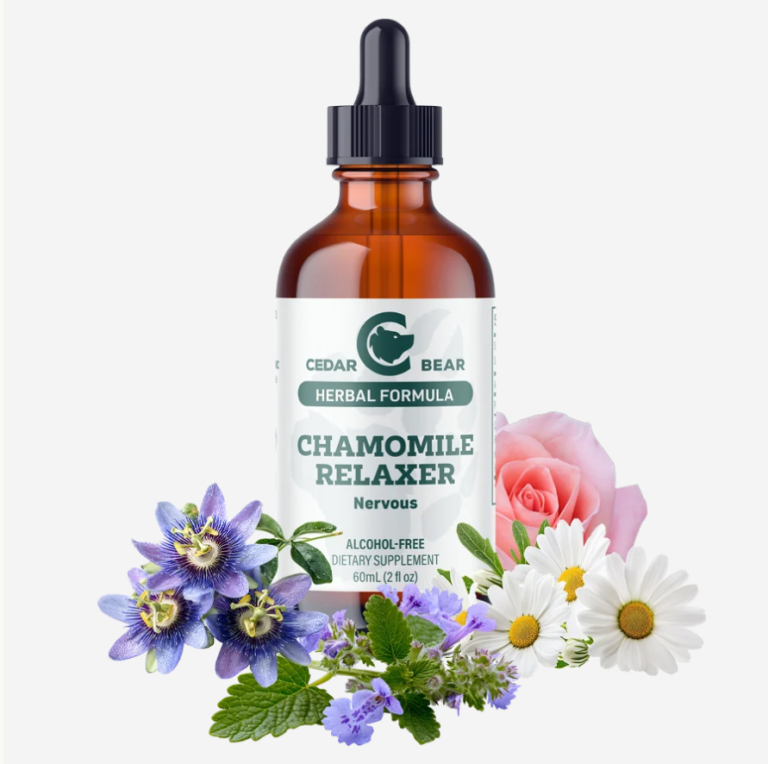 CEDAR BEAR
HERBAL FORMULA
CHAMOMILE
RELAXER
Nervous
ALCOHOL-FREE
DIETARY SUPPLEMENT
60mL (2 fl oz)